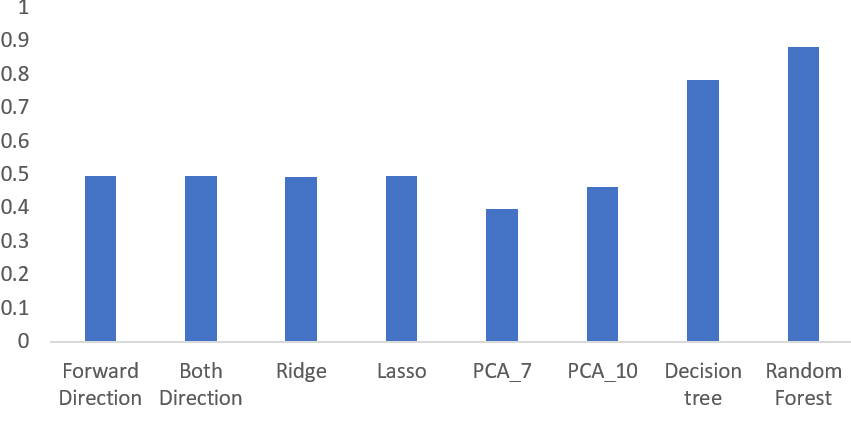 1
0.9
0.8
0.7
0.6
0.5
0.4
0.3
0.2
0.1
0
Forward
Direction
Both
Direction
Ridge
Lasso
PCA_7
PCA_10
Decision
tree
Random
Forest